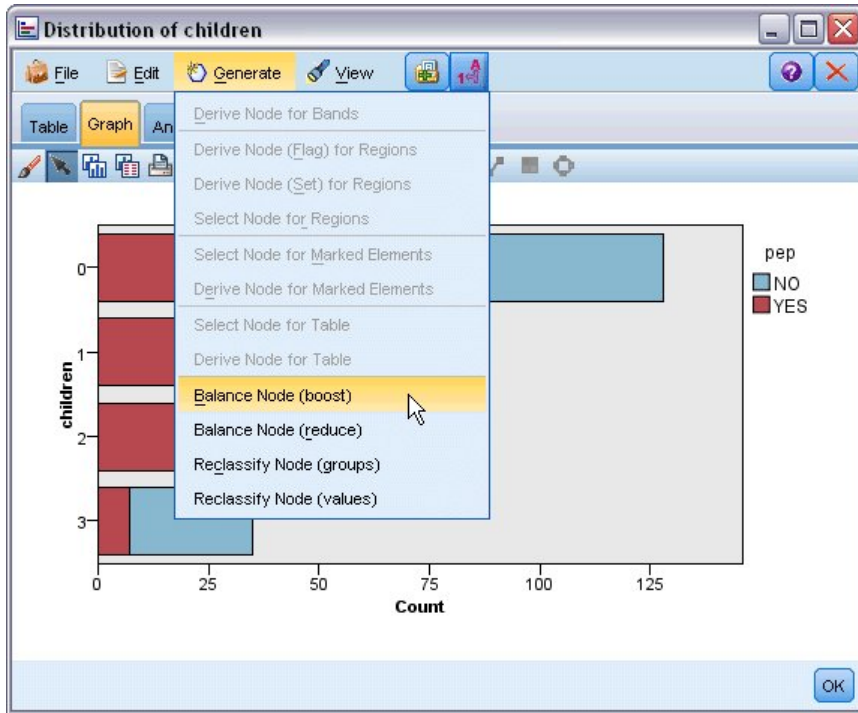 Distribution of children
File Edit Generate View
Table Graph An
Derive Node for Bands
Derive Node (Flag) for Regions
Derive Node (Set) for Regions
Select Node for Regions
Select Node for Marked Elements
Derive Node for Marked Elements
Select Node for Table
Derive Node for Table
Balance Node (boost)
Balance Node (reduce)
Reclassify Node (groups)
Reclassify Node (values)
children
0
1
2
3
0 25 50 75 100 125
Count
pep
NO
YES
OK